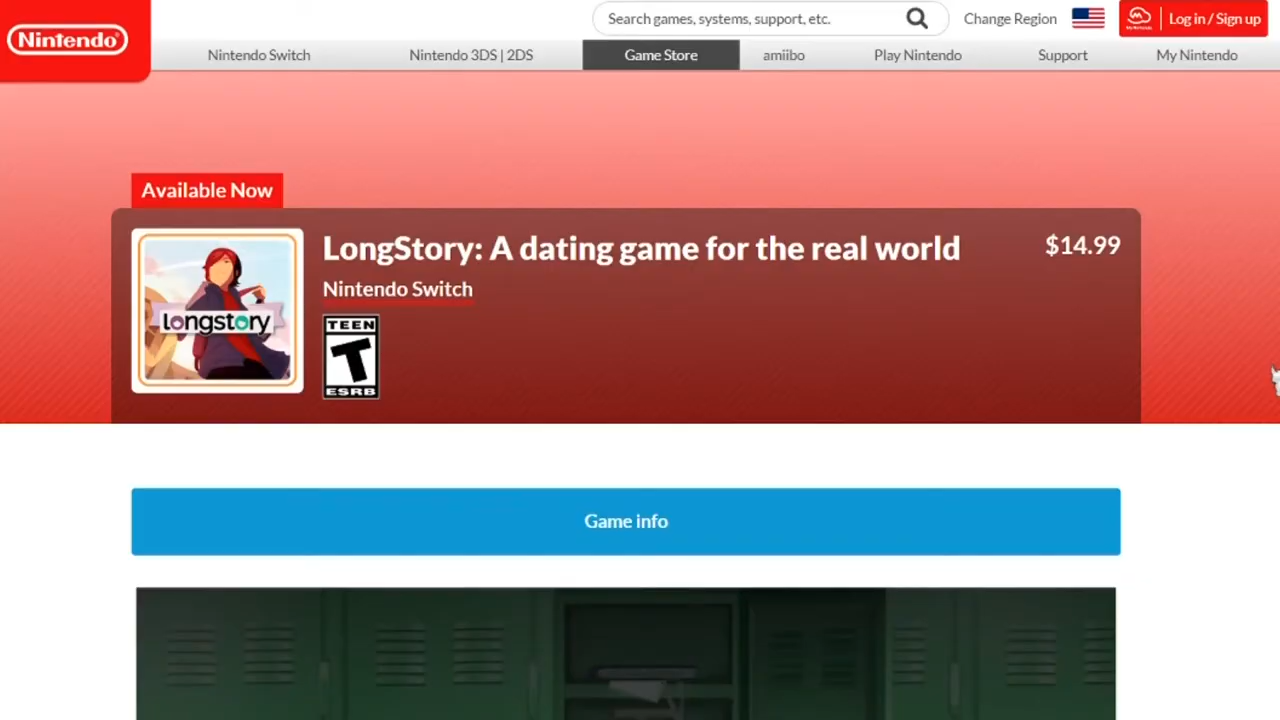 Nintendo®
Search games, systems, support, etc.
Change Region
Log in / Sign up
Nintendo Switch
Nintendo 3DS | 2DS
Game Store
amiibo
Play Nintendo
Support
My Nintendo
Available Now
longstory
LongStory: A dating game for the real world
$14.99
Nintendo Switch
TEEN
T
ESRB
Game info